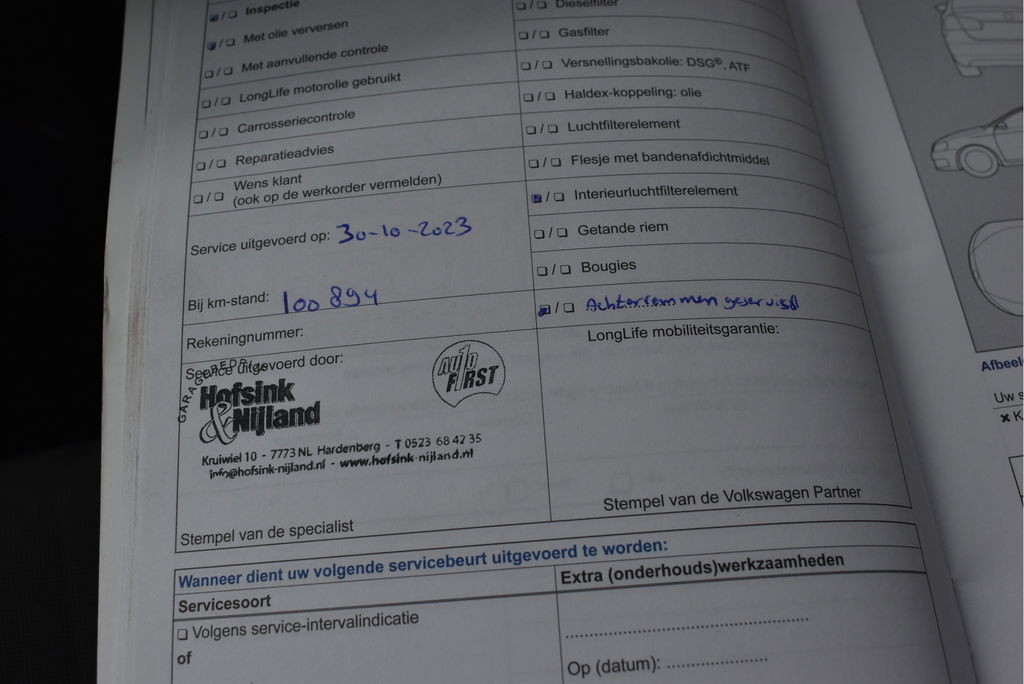 ☒ / ❏ Inspectie
☒ / ❏ Met olie verversen
❏ / ❏ Met aanvullende controle
❏ / ❏ LongLife motorolie gebruikt
❏ / ❏ Carrosseriecontrole
❏ / ❏ Reparatieadvies
❏ / ❏ Wens klant
(ook op de werkorder vermelden)
Service uitgevoerd op: 30-10-2023
Bij km-stand: 100 894
Rekeningnummer:
Service uitgevoerd door:
Hofsink
& Nijland
AUTO
FIRST
Kruiwiel 10 - 7773 NL Hardenberg - T 0523 68 42 35
info@hofsink-nijland.nl - www.hofsink-nijland.nl
Stempel van de specialist
❏ / ❏ Dieselfilter
❏ / ❏ Gasfilter
❏ / ❏ Versnellingsbakolie: DSG®, ATF
❏ / ❏ Haldex-koppeling: olie
❏ / ❏ Luchtfilterelement
❏ / ❏ Flesje met bandenafdichtmiddel
☒ / ❏ Interieurluchtfilterelement
❏ / ❏ Getande riem
❏ / ❏ Bougies
☒ / ❏ Achterremmen geservisd
LongLife mobiliteitsgarantie:
Stempel van de Volkswagen Partner
Wanneer dient uw volgende servicebeurt uitgevoerd te worden:
Servicesoort
❏ Volgens service-intervalindicatie
of
Extra (onderhouds)werkzaamheden
Op (datum): ....................
Afbeel
Uw s
✕ K